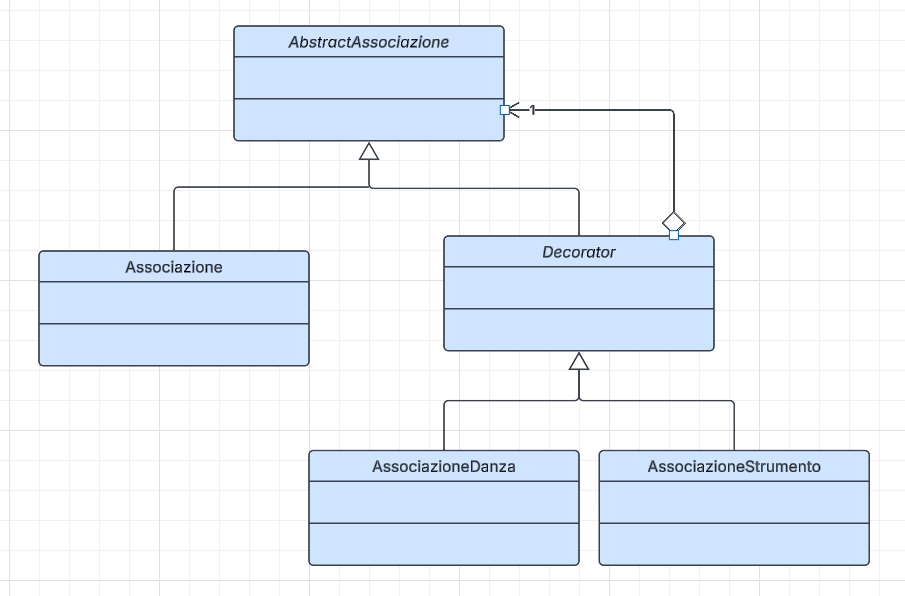 AbstractAssociazione
1
Associazione
Decorator
AssociazioneDanza
AssociazioneStrumento